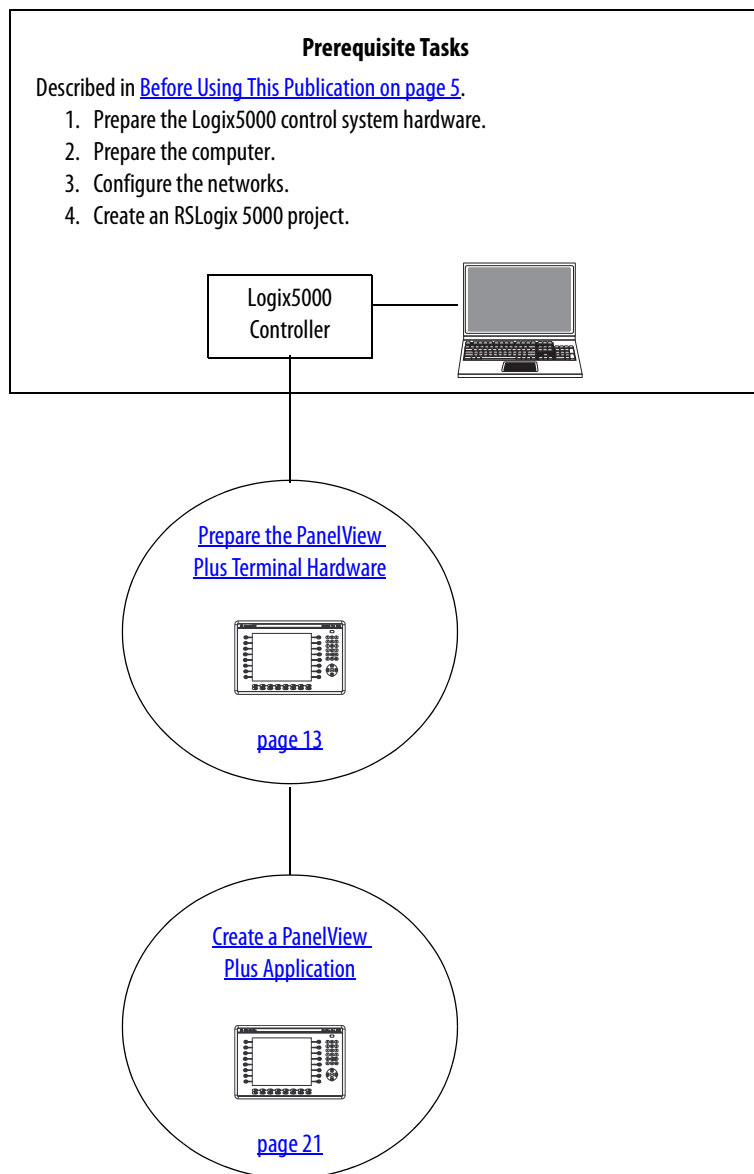 Prerequisite Tasks
Described in Before Using This Publication on page 5.
1. Prepare the Logix5000 control system hardware.
2. Prepare the computer.
3. Configure the networks.
4. Create an RSLogix 5000 project.
Logix5000
Controller
Prepare the PanelView
Plus Terminal Hardware
page 13
Create a PanelView
Plus Application
page 21